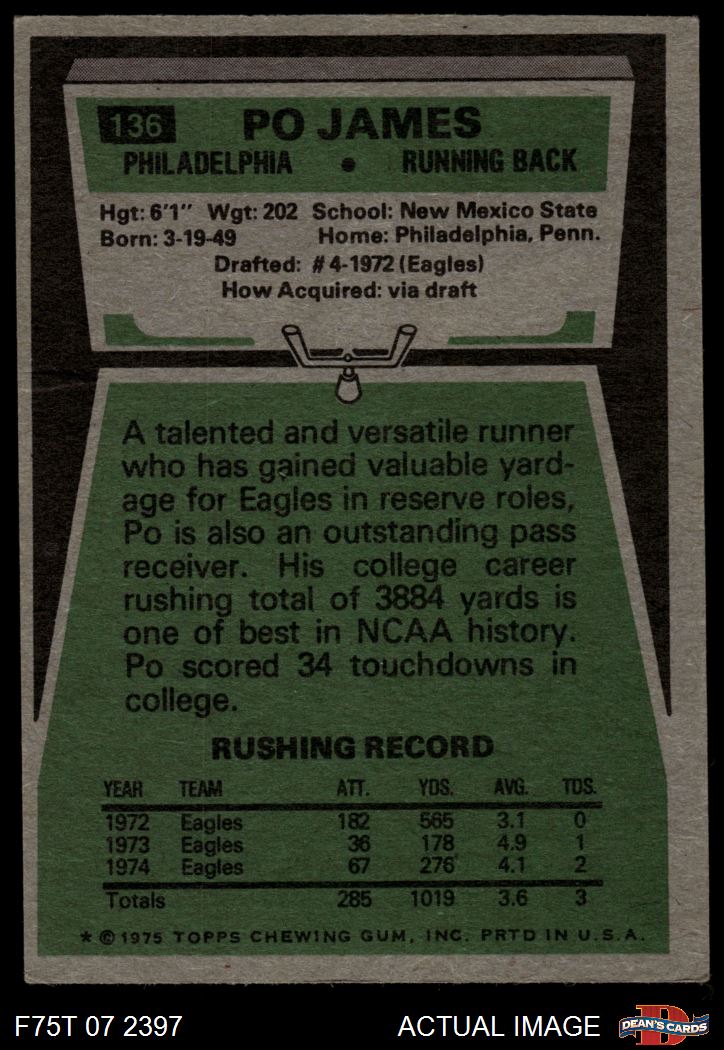 136 PO JAMES
PHILADELPHIA • RUNNING BACK
Hgt: 6'1" Wgt: 202 School: New Mexico State
Born: 3-19-49 Home: Philadelphia, Penn.
Drafted: #4-1972 (Eagles)
How Acquired: via draft
A talented and versatile runner
who has gained valuable yard-
age for Eagles in reserve roles,
Po is also an outstanding pass
receiver. His college career
rushing total of 3884 yards is
one of best in NCAA history.
Po scored 34 touchdowns in
college.
RUSHING RECORD
YEAR TEAM ATT. YDS. AVG. TDS.
1972 Eagles 182 565 3.1 0
1973 Eagles 36 178 4.9 1
1974 Eagles 67 276 4.1 2
Totals 285 1019 3.6 3
* © 1975 TOPPS CHEWING GUM, INC. PRTD IN U.S.A.
F75T 07 2397 ACTUAL IMAGE D DEAN'S CARDS